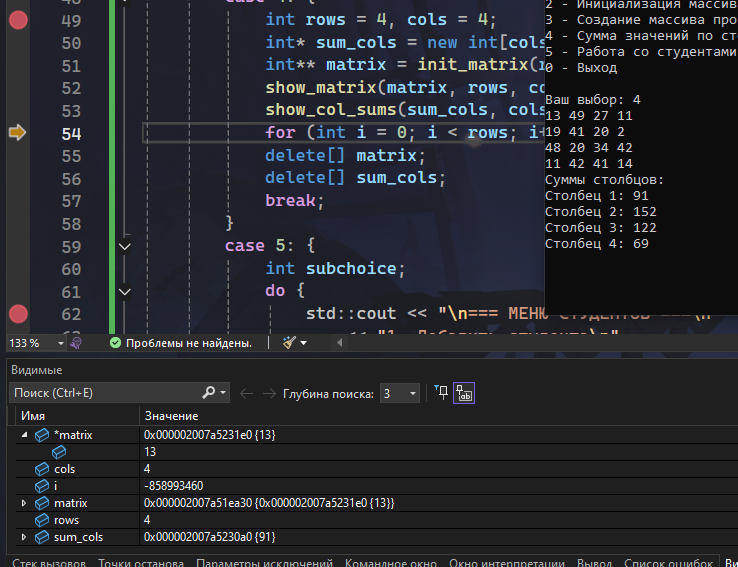 case 4: {
49 int rows = 4, cols = 4;
50 int* sum_cols = new int[cols
51 int** matrix = init_matrix(r
52 show_matrix(matrix, rows, co
53 show_col_sums(sum_cols, cols
54 for (int i = 0; i < rows; i+
55 delete[] matrix;
56 delete[] sum_cols;
57 break;
58 }
59 case 5: {
60 int subchoice;
61 do {
62 std::cout << "\n=== МЕНЮ СТУДЕНТОВ ===\n"
2 - Инициализация массив
3 - Создание массива про
4 - Сумма значений по сто
5 - Работа со студентами
0 - Выход
Ваш выбор: 4
13 49 27 11
19 41 20 2
48 20 34 42
11 42 41 14
Суммы столбцов:
Столбец 1: 91
Столбец 2: 152
Столбец 3: 122
Столбец 4: 69
133 % Проблемы не найдены.
Видимые
Поиск (Ctrl+E) Глубина поиска: 3
Имя Значение
*matrix 0x000002007a5231e0 {13}
13
cols 4
i -858993460
matrix 0x000002007a51ea30 {0x000002007a5231e0 {13}}
rows 4
sum_cols 0x000002007a5230a0 {91}
Стек вызовов Точки останова Параметры исключений Командное окно Окно интерпретации Вывод Список ошибок